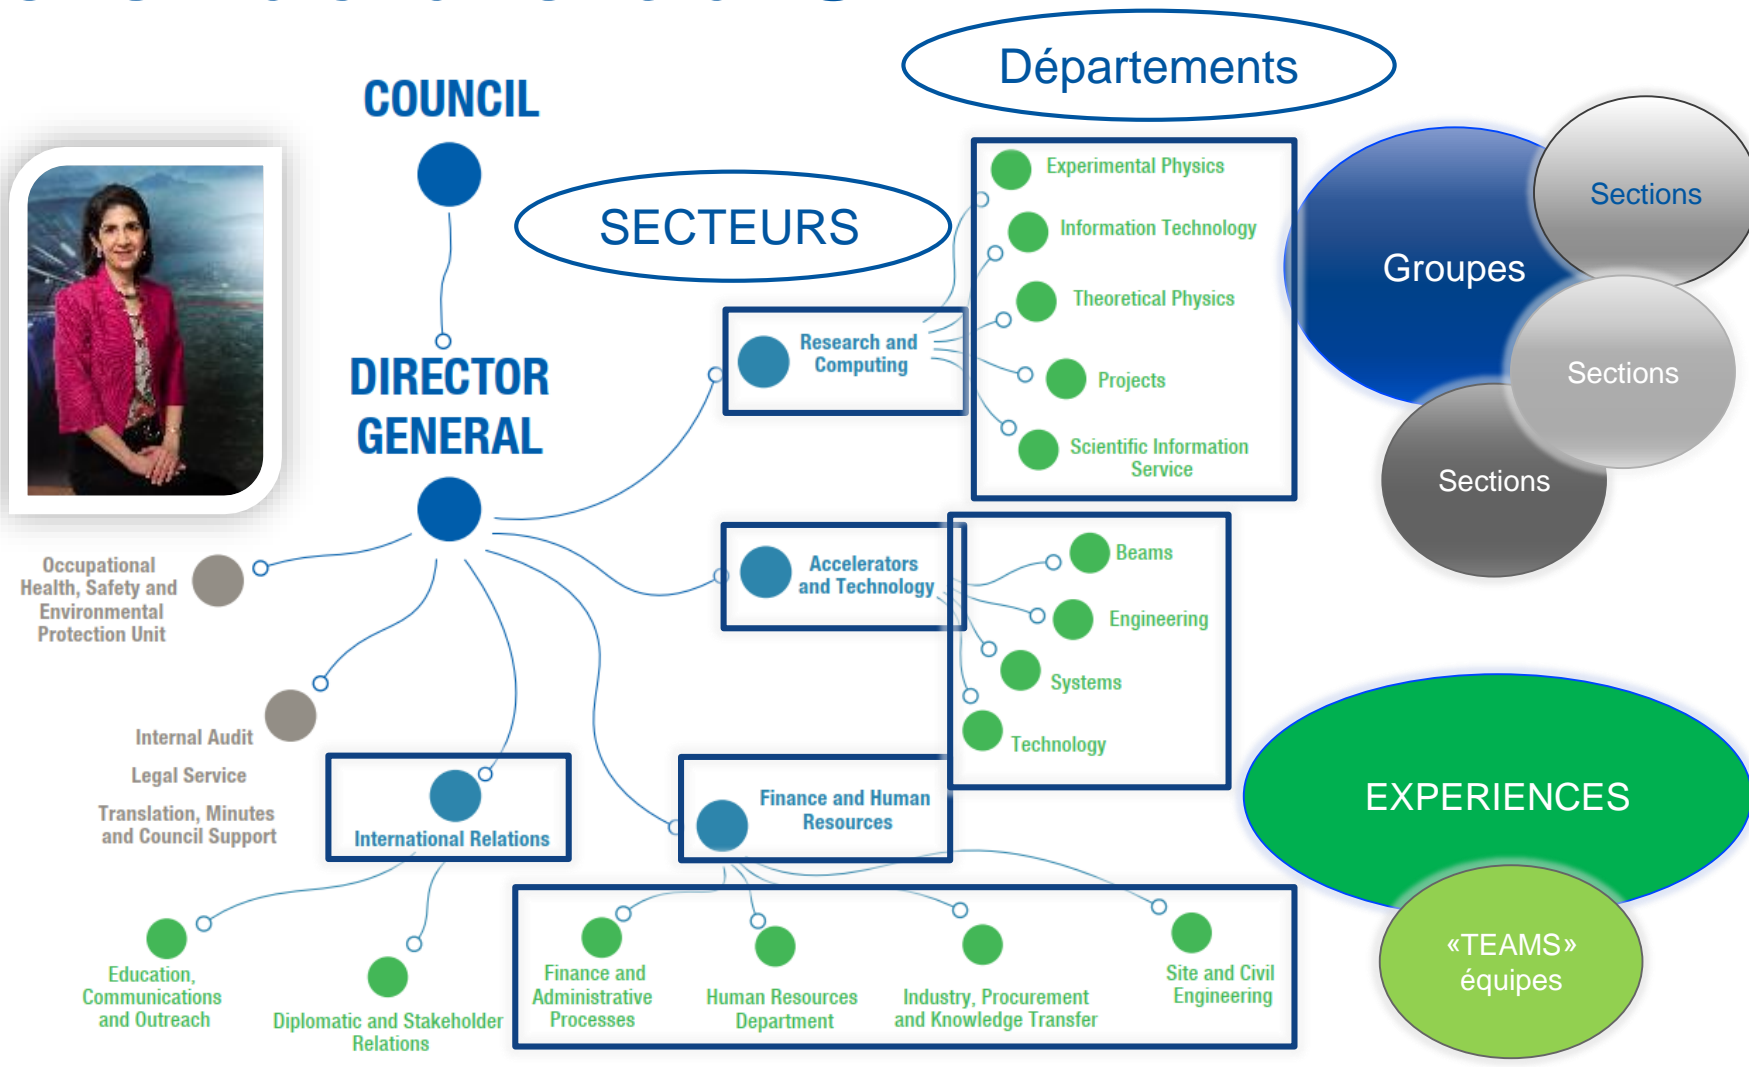 Départements
COUNCIL
SECTEURS
Experimental Physics
Information Technology
Theoretical Physics
Projects
Scientific Information
Service
Groupes
Sections
Sections
Sections
Research and
Computing
DIRECTOR
GENERAL
Accelerators
and Technology
Beams
Engineering
Systems
Technology
Occupational
Health, Safety and
Environmental
Protection Unit
Internal Audit
Legal Service
Translation, Minutes
and Council Support
International Relations
Finance and Human
Resources
EXPERIENCES
«TEAMS»
équipes
Education,
Communications
and Outreach
Diplomatic and Stakeholder
Relations
Finance and
Administrative
Processes
Human Resources
Department
Industry, Procurement
and Knowledge Transfer
Site and Civil
Engineering